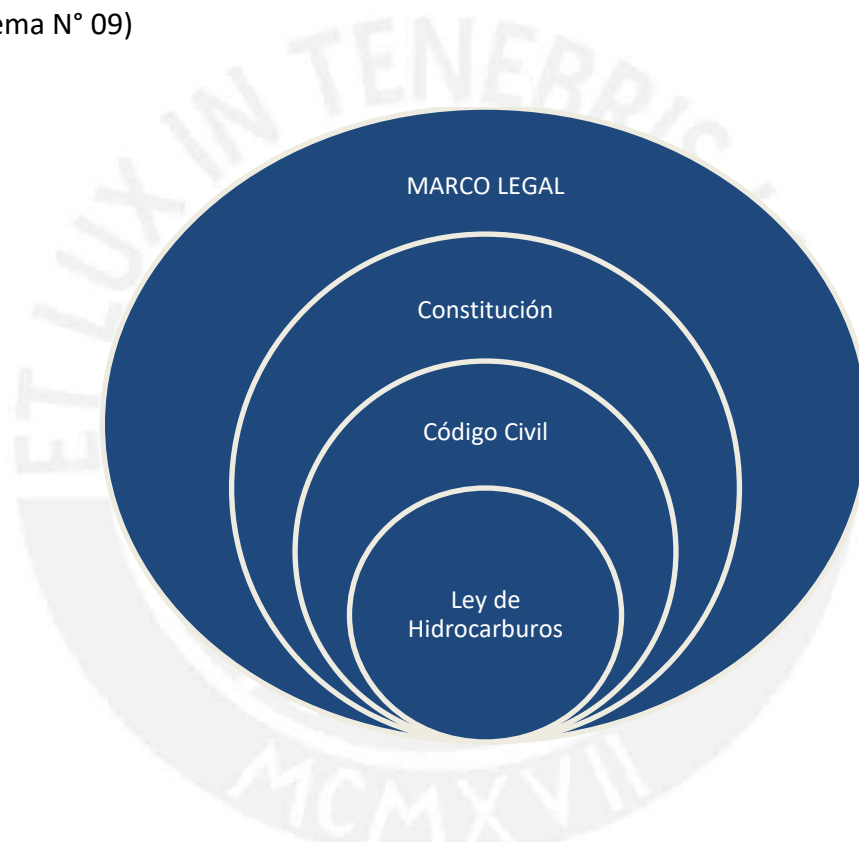 ema N° 09)
MARCO LEGAL
Constitución
Código Civil
Ley de
Hidrocarburos
ET LUX IN TENEBRIS
MCMXVII